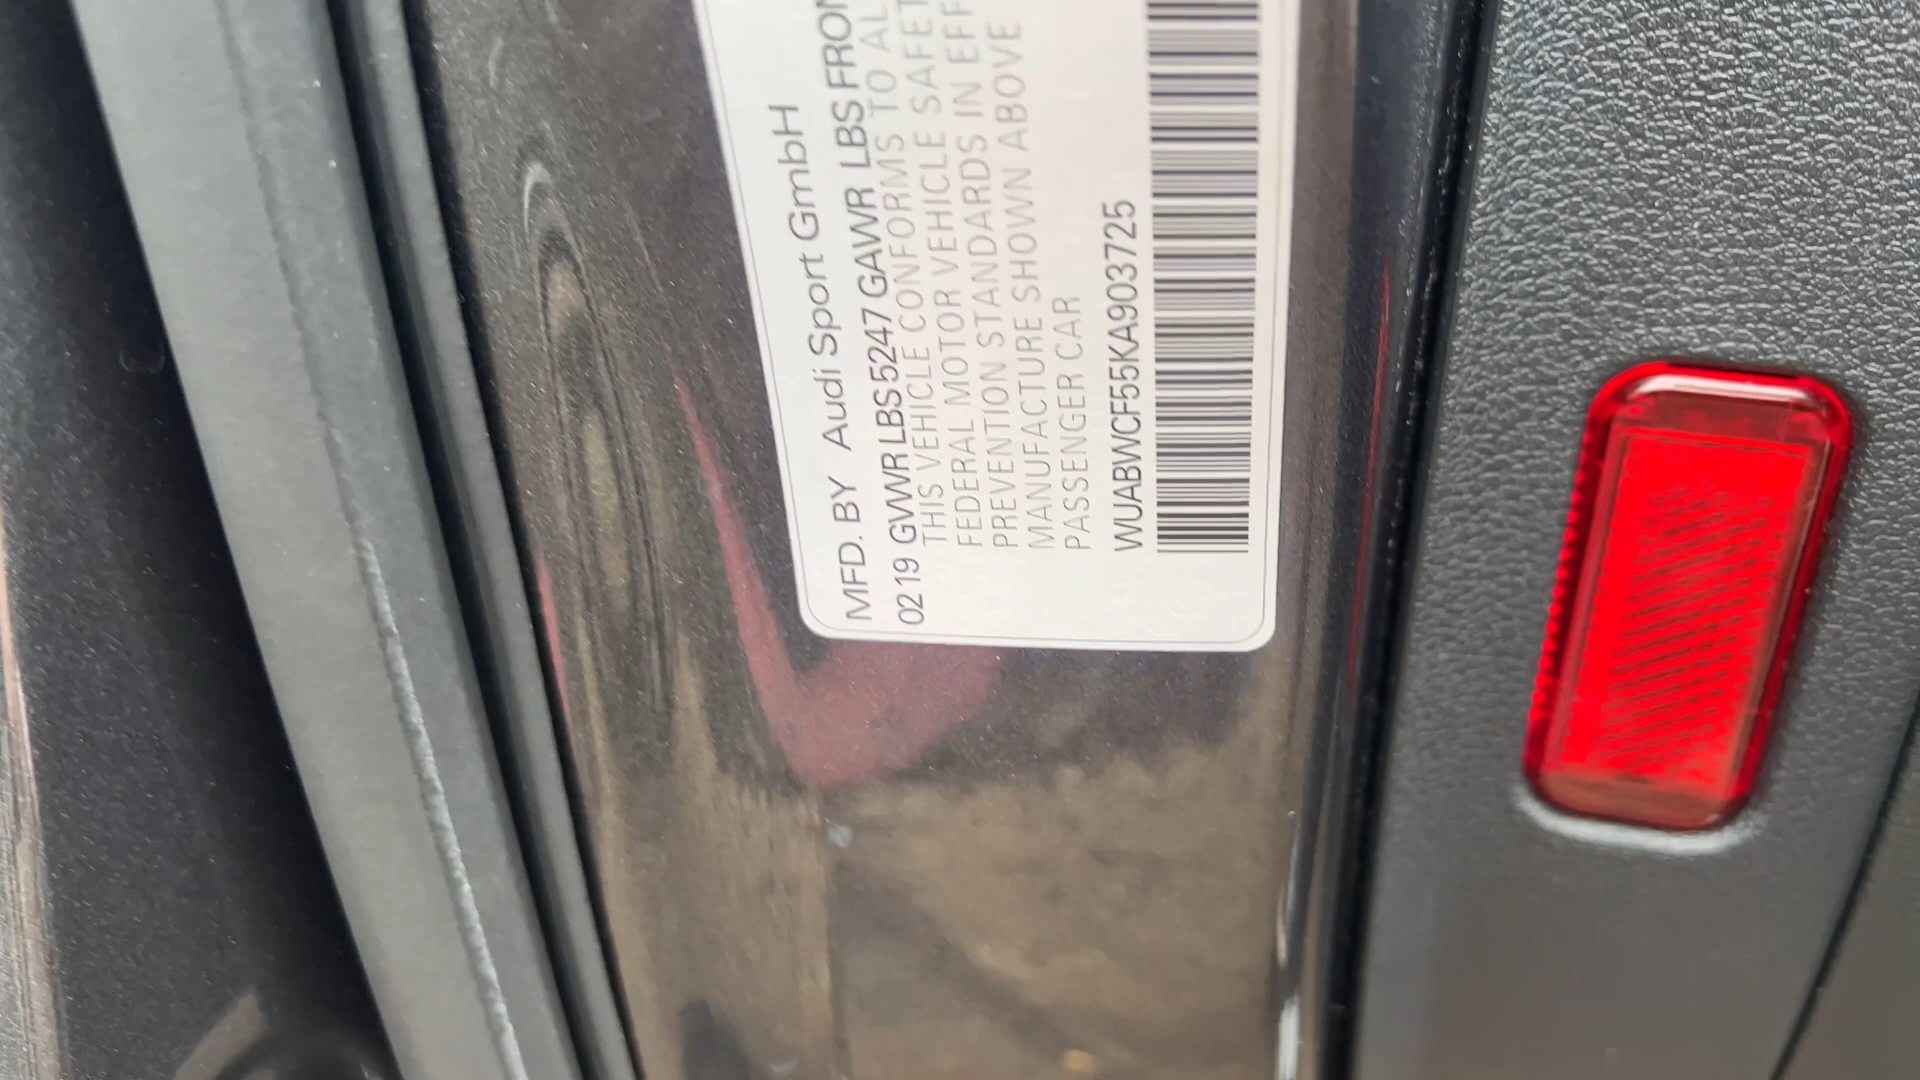 MFD. BY Audi Sport GmbH
02 19 GVWR LBS 5247 GAWR LBS FRON
THIS VEHICLE CONFORMS TO AL
FEDERAL MOTOR VEHICLE SAFET
PREVENTION STANDARDS IN EFF
MANUFACTURE SHOWN ABOVE
PASSENGER CAR
WUABWCF55KA903725